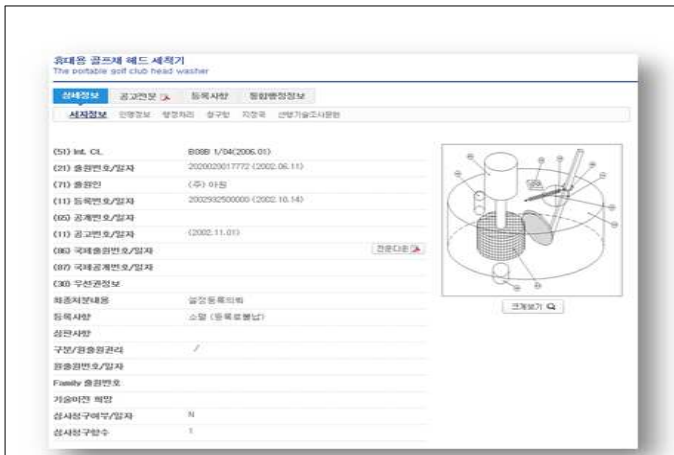 휴대용 골프채 헤드 세척기
The portable golf club head washer
상세정보 공고전문 등록사항 통합행정정보
서지정보 인명정보 행정처리 청구항 지정국 선행기술조사문헌
(51) Int. CL. B08B 1/04(2006.01)
(21) 출원번호/일자 2020020017772 (2002.06.11)
(71) 출원인 (주) 아원
(11) 등록번호/일자 2002932500000 (2002.10.14)
(65) 공개번호/일자
(11) 공고번호/일자 (2002.11.01)
(86) 국제출원번호/일자 전문다운
(87) 국제공개번호/일자
(30) 우선권정보
최종처분내용 설정등록의뢰
등록사항 소멸 (등록료불납)
심판사항
구분/원출원권리 /
원출원번호/일자
Family 출원번호
기술이전 희망
심사청구여부/일자 N
심사청구항수 1
크게보기